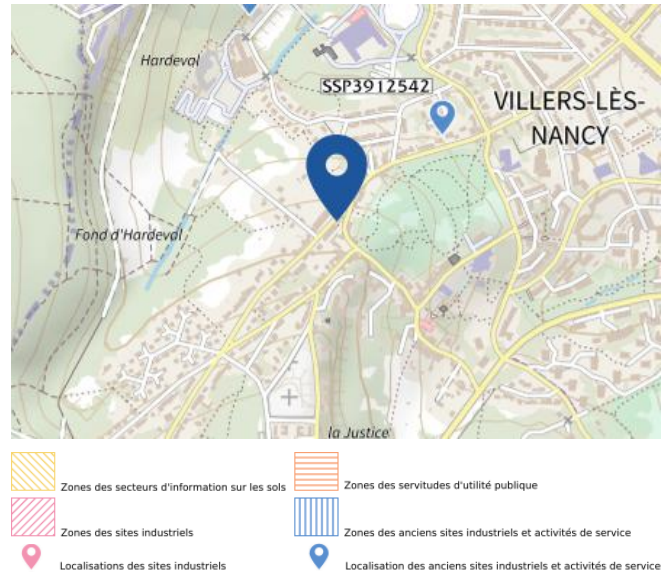 Hardeval
SSP3912542
VILLERS-LÈS-
NANCY
Fond d'Hardeval
la Justice
Zones des secteurs d'information sur les sols
Zones des servitudes d'utilité publique
Zones des sites industriels
Zones des anciens sites industriels et activités de service
Localisations des sites industriels
Localisation des anciens sites industriels et activités de service